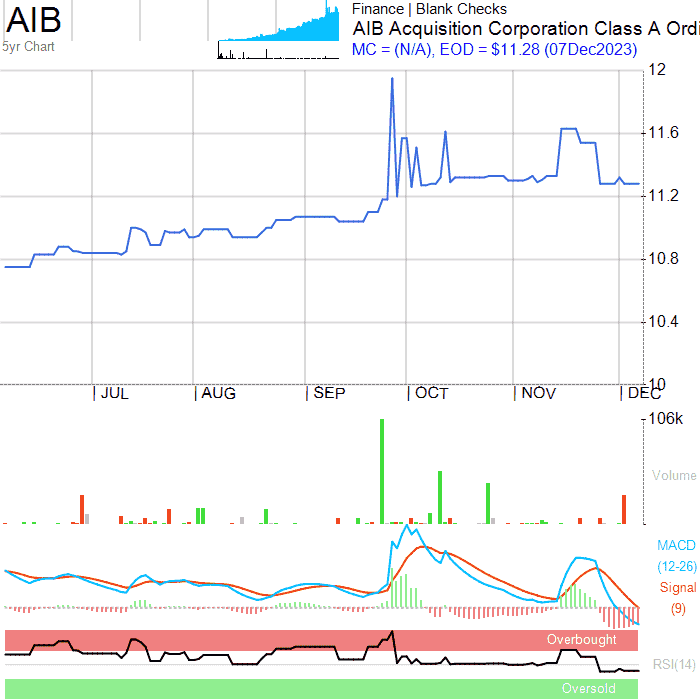 AIB
5yr Chart
Finance | Blank Checks
AIB Acquisition Corporation Class A Ordi
MC = (N/A), EOD = $11.28 (07Dec2023)
12
11.6
11.2
10.8
10.4
10
JUL AUG SEP OCT NOV DEC
106k
Volume
MACD
(12-26)
Signal
(9)
Overbought
RSI(14)
Oversold